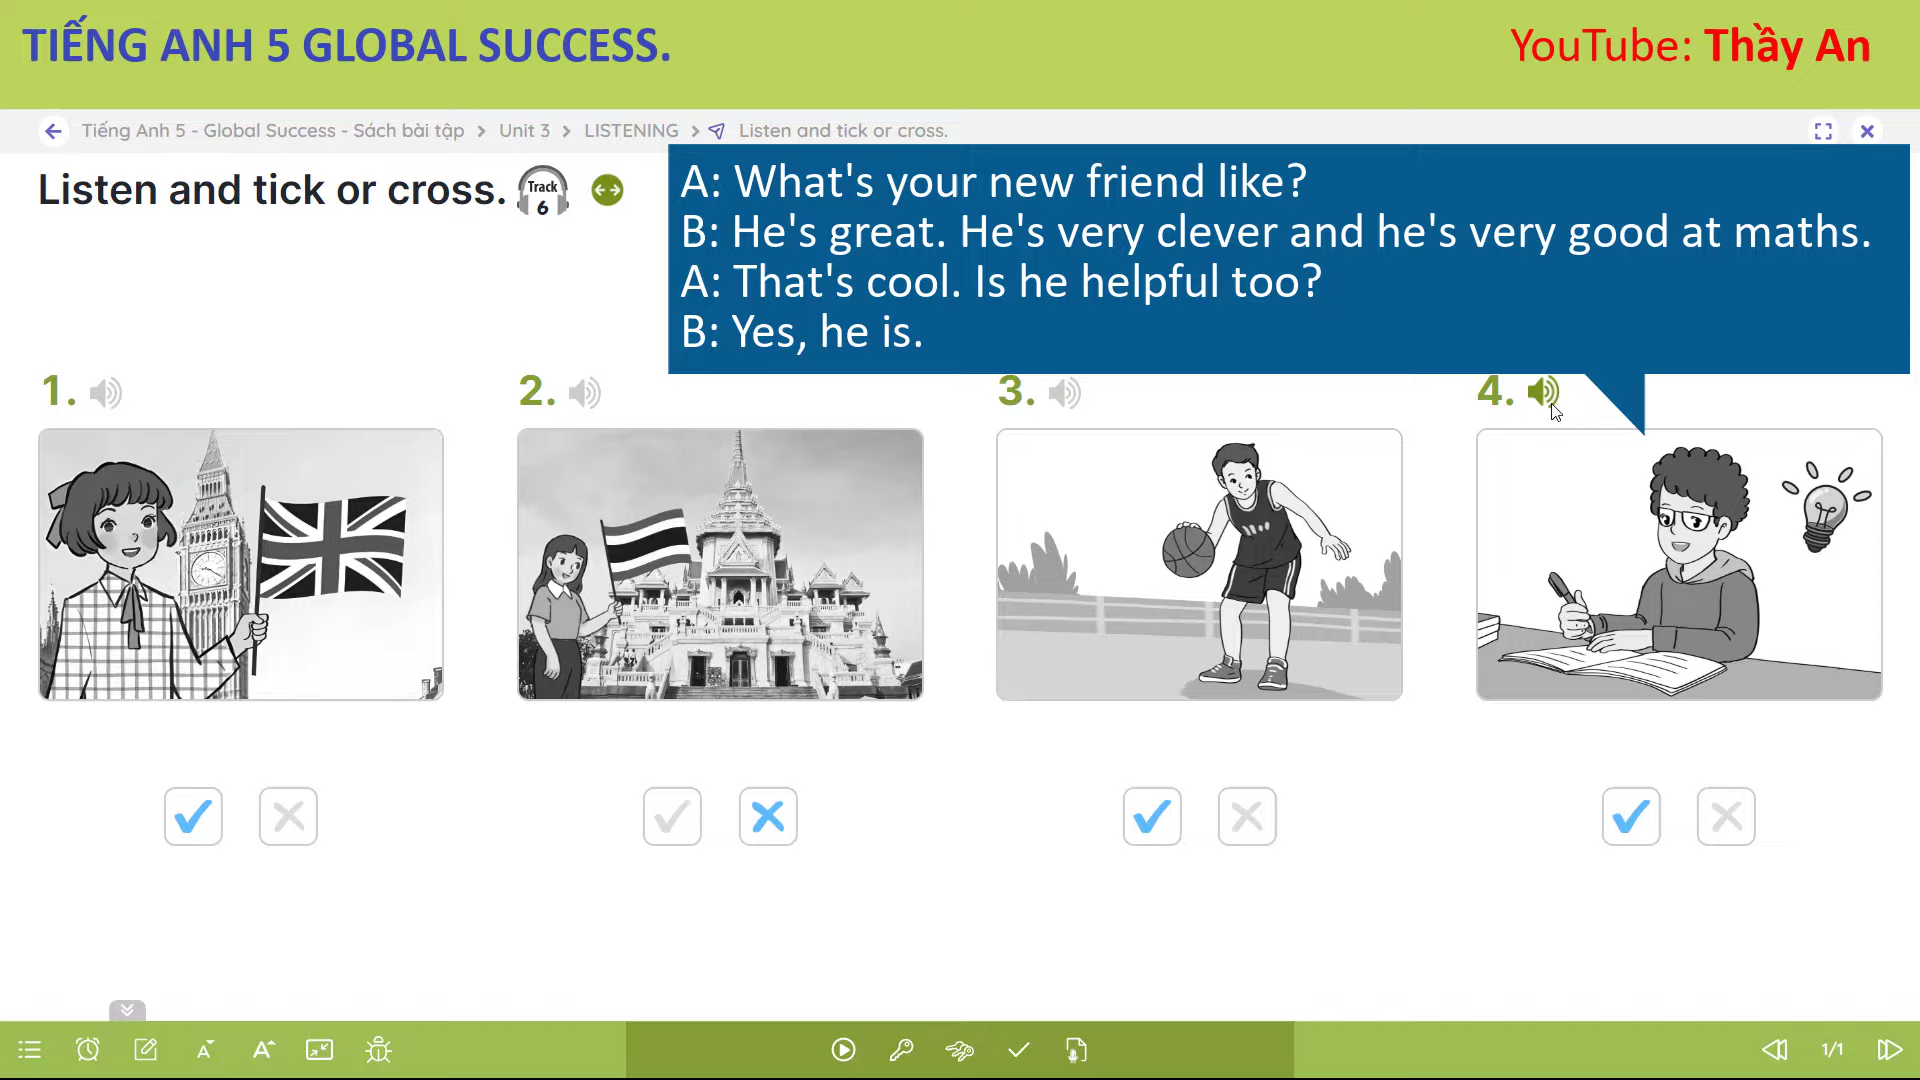 TIẾNG ANH 5 GLOBAL SUCCESS.
YouTube: Thầy An
Tiếng Anh 5 - Global Success - Sách bài tập > Unit 3 > LISTENING > Listen and tick or cross.
Listen and tick or cross.
Track
6
A: What's your new friend like?
B: He's great. He's very clever and he's very good at maths.
A: That's cool. Is he helpful too?
B: Yes, he is.
1.
2.
3.
4.
1/1